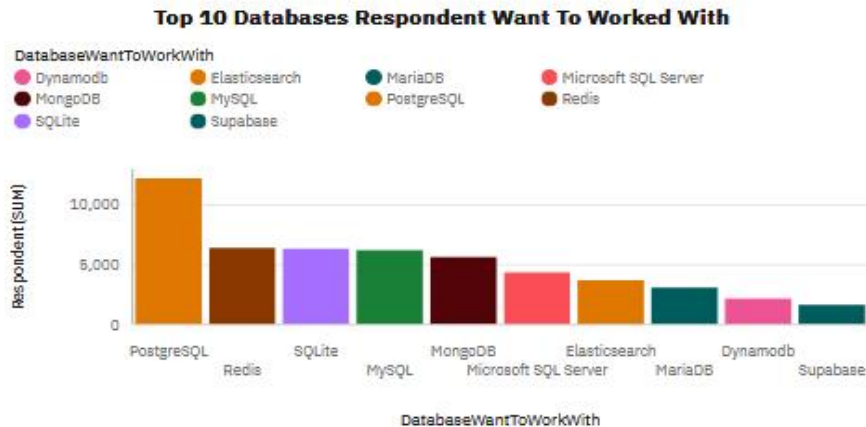 Top 10 Databases Respondent Want To Worked With
DatabaseWantToWorkWith
Dynamodb Elasticsearch MariaDB Microsoft SQL Server
MongoDB MySQL PostgreSQL Redis
SQLite Supabase
Respondent (SUM)
10,000
5,000
0
PostgreSQL SQLite MongoDB Elasticsearch Dynamodb
Redis MySQL Microsoft SQL Server MariaDB Supabase
DatabaseWantToWorkWith